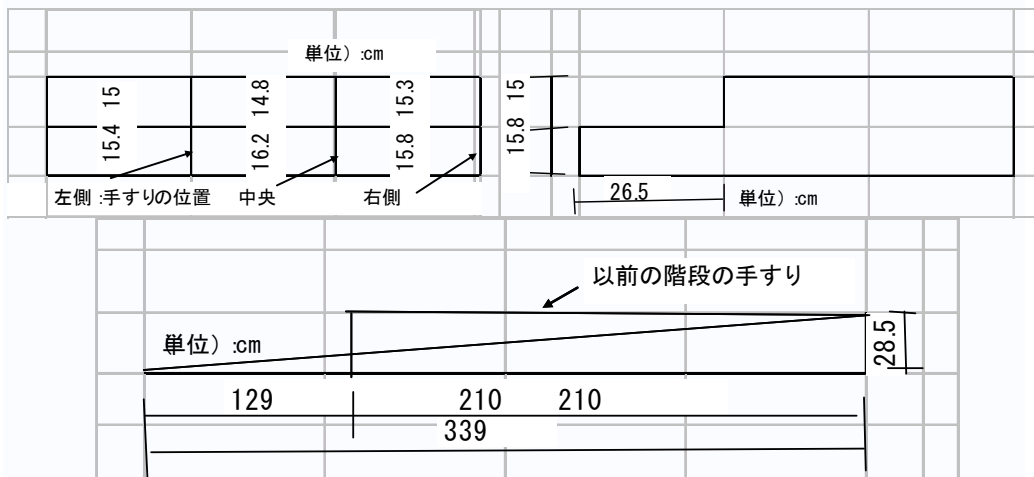 単位）:cm
15 14.8 15.3 15
15.4 16.2 15.8 15.8
左側:手すりの位置 中央 右側
26.5 単位）:cm
以前の階段の手すり
単位）:cm
28.5
129 210 210
339